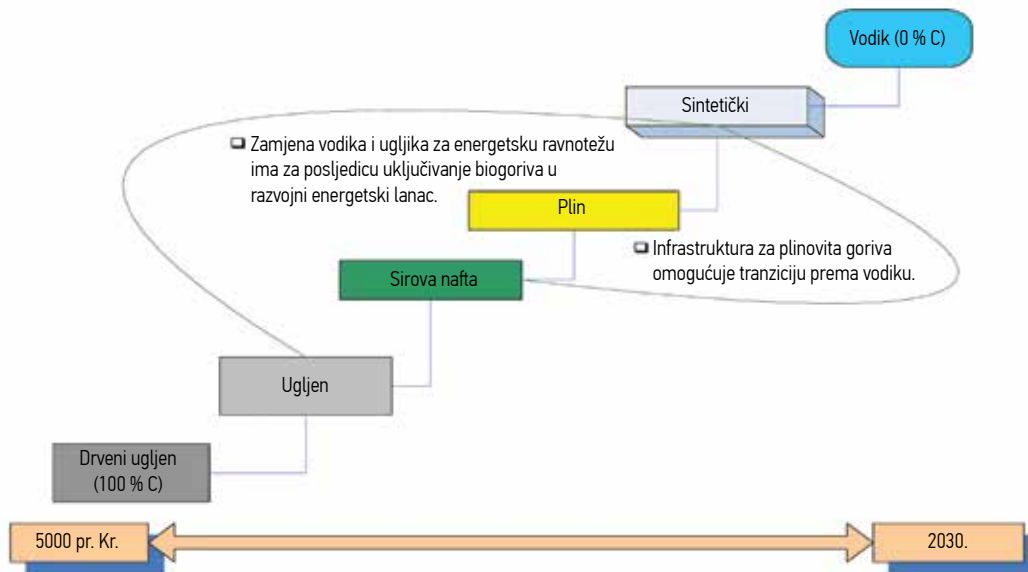 Vodik (0 % C)
Sintetički
❑ Zamjena vodika i ugljika za energetsku ravnotežu
ima za posljedicu uključivanje biogoriva u
razvojni energetski lanac.
Plin
❑ Infrastruktura za plinovita goriva
omogućuje tranziciju prema vodiku.
Sirova nafta
Ugljen
Drveni ugljen
(100 % C)
5000 pr. Kr.
2030.